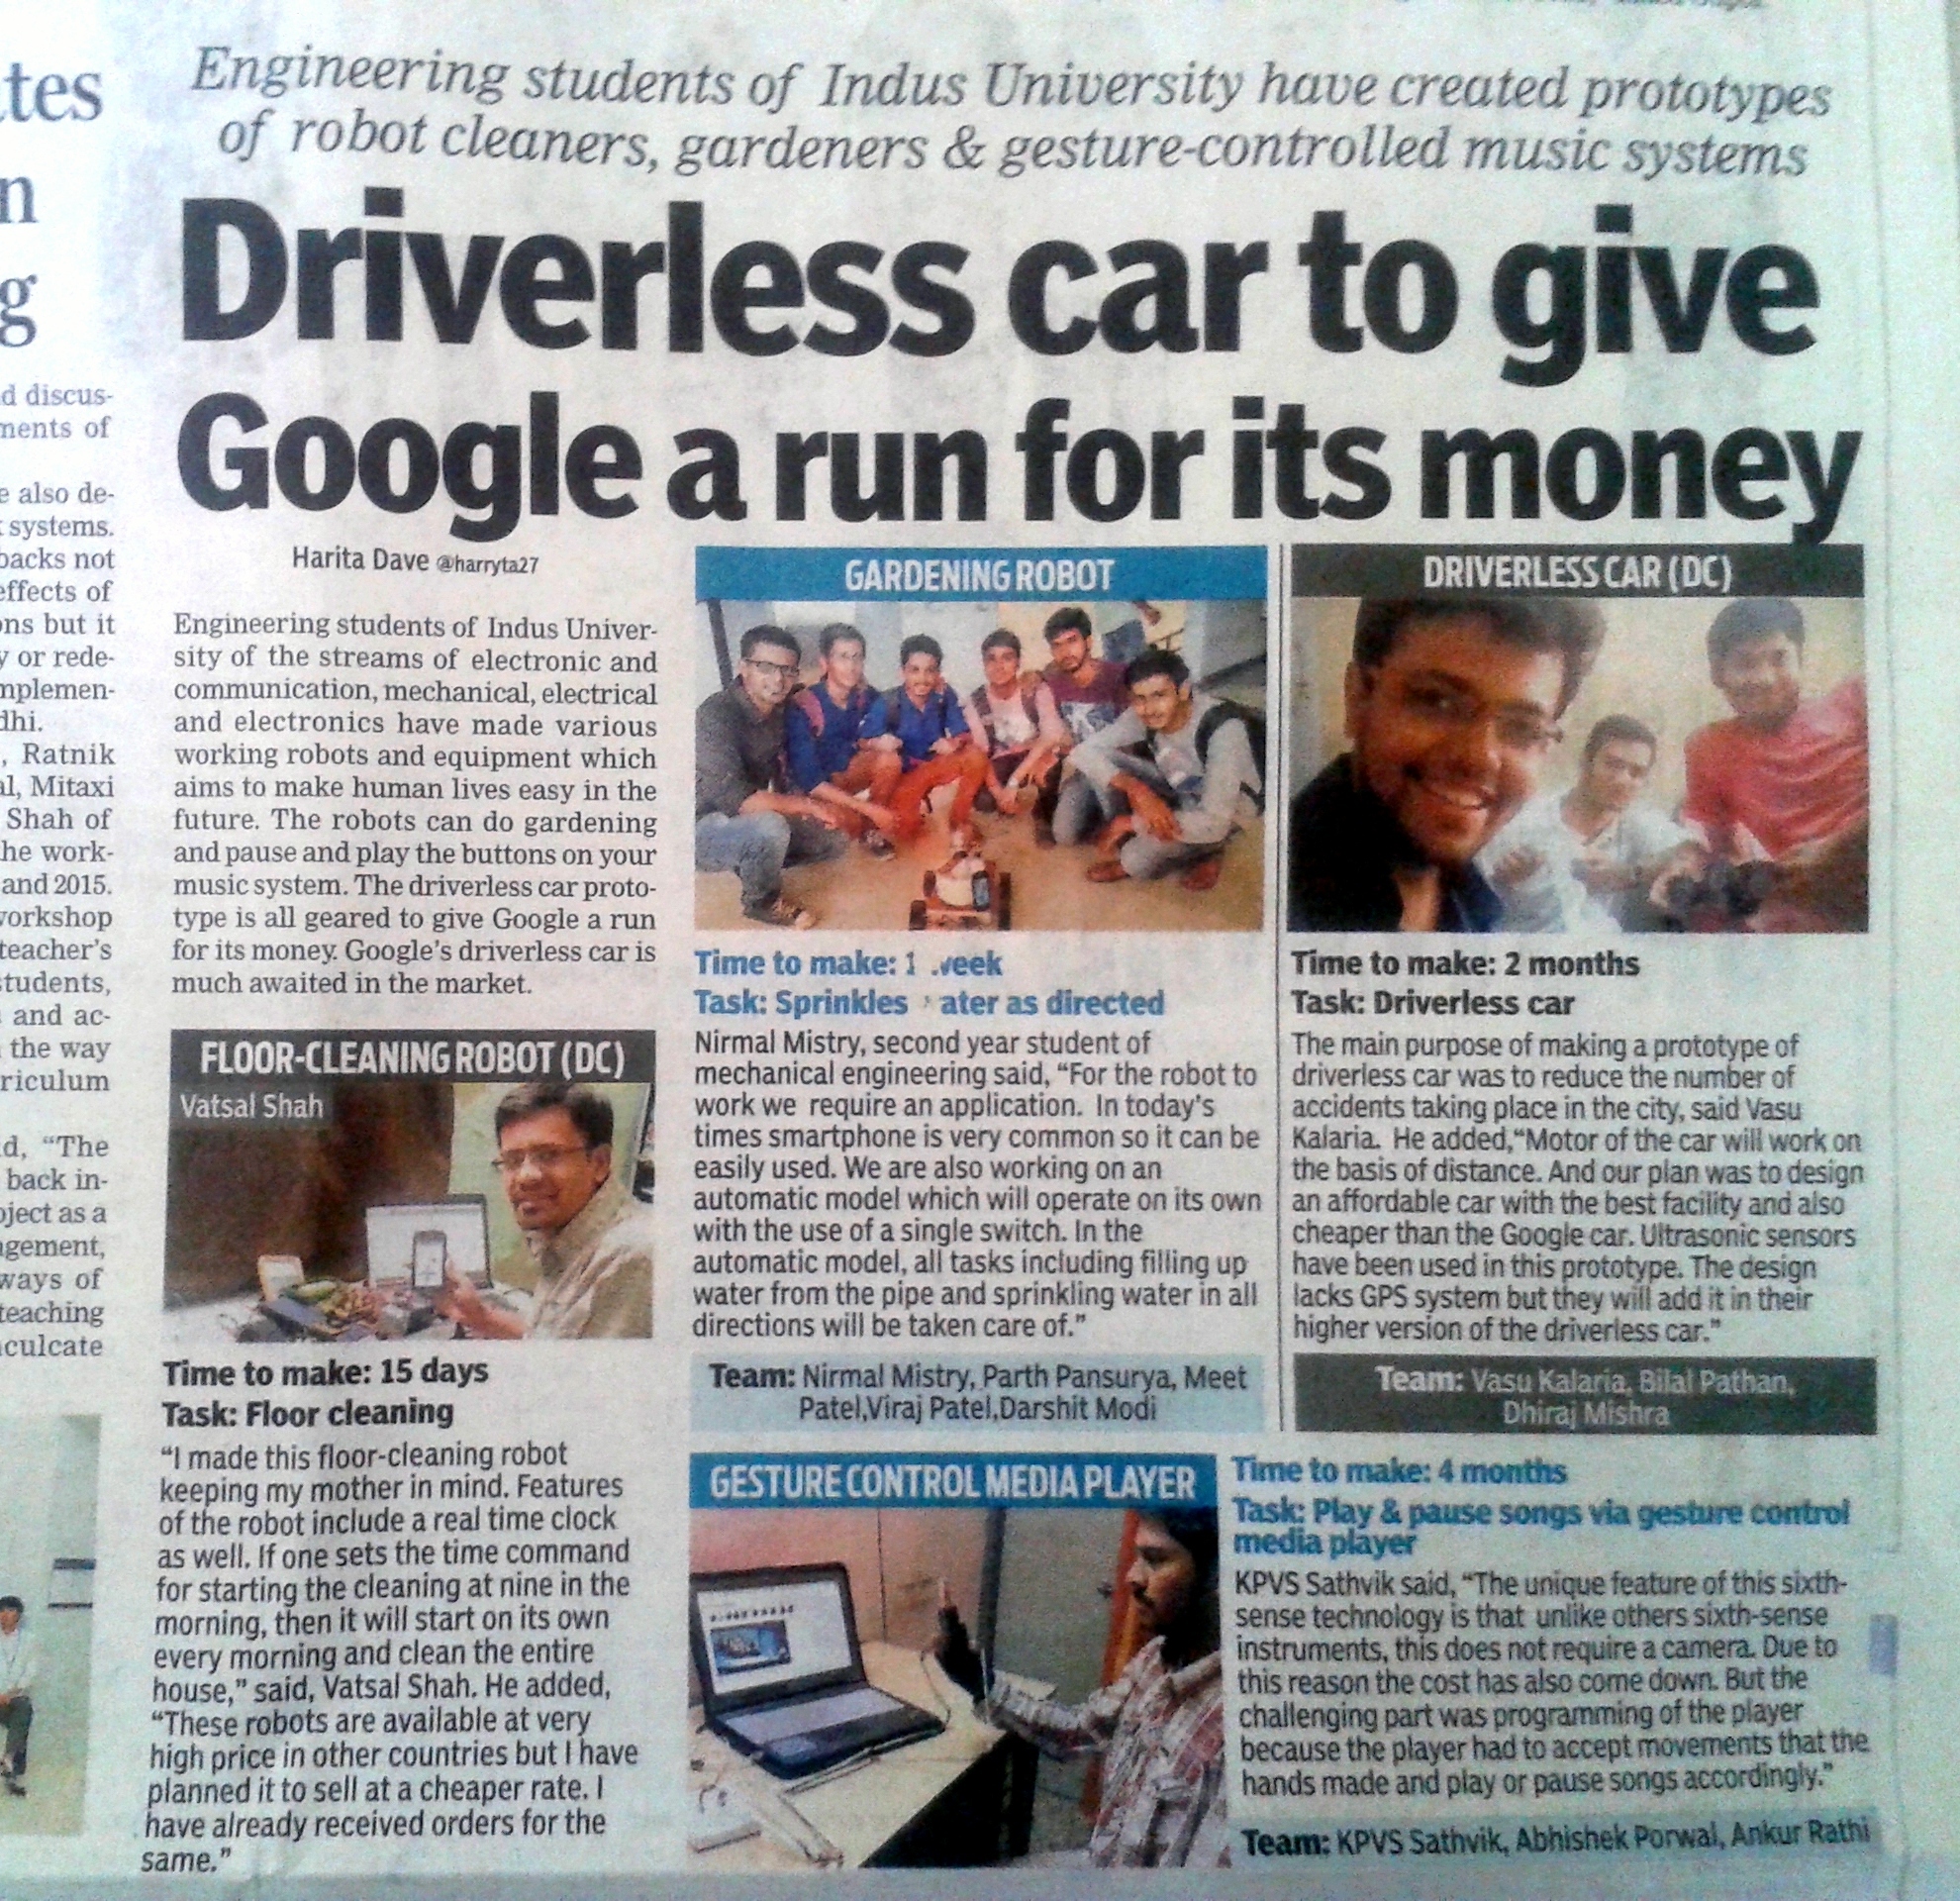 tes
n
g
d discus-
ments of
e also de-
systems.
backs not
effects of
ons but it
y or rede-
mplemen-
dhi.
, Ratnik
al, Mitaxi
Shah of
he work-
and 2015.
workshop
teacher's
tudents,
and ac-
the way
riculum
d, “The
back in-
oject as a
agement,
ways of
teaching
culcate
Engineering students of Indus University have created prototypes
of robot cleaners, gardeners & gesture-controlled music systems
Driverless car to give
Google a run for its money
Harita Dave @harryta27
Engineering students of Indus Univer-
sity of the streams of electronic and
communication, mechanical, electrical
and electronics have made various
working robots and equipment which
aims to make human lives easy in the
future. The robots can do gardening
and pause and play the buttons on your
music system. The driverless car proto-
type is all geared to give Google a run
for its money. Google's driverless car is
much awaited in the market.
FLOOR-CLEANING ROBOT (DC)
Vatsal Shah
Time to make: 15 days
Task: Floor cleaning
“I made this floor-cleaning robot
keeping my mother in mind. Features
of the robot include a real time clock
as well. If one sets the time command
for starting the cleaning at nine in the
morning, then it will start on its own
every morning and clean the entire
house,” said, Vatsal Shah. He added,
“These robots are available at very
high price in other countries but I have
planned it to sell at a cheaper rate. I
have already received orders for the
same.”
GARDENING ROBOT
Time to make: 1 week
Task: Sprinkles water as directed
Nirmal Mistry, second year student of
mechanical engineering said, “For the robot to
work we require an application. In today's
times smartphone is very common so it can be
easily used. We are also working on an
automatic model which will operate on its own
with the use of a single switch. In the
automatic model, all tasks including filling up
water from the pipe and sprinkling water in all
directions will be taken care of.”
Team: Nirmal Mistry, Parth Pansurya, Meet
Patel,Viraj Patel,Darshit Modi
DRIVERLESS CAR (DC)
Time to make: 2 months
Task: Driverless car
The main purpose of making a prototype of
driverless car was to reduce the number of
accidents taking place in the city, said Vasu
Kalaria. He added,“Motor of the car will work on
the basis of distance. And our plan was to design
an affordable car with the best facility and also
cheaper than the Google car. Ultrasonic sensors
have been used in this prototype. The design
lacks GPS system but they will add it in their
higher version of the driverless car.”
Team: Vasu Kalaria, Bilal Pathan,
Dhiraj Mishra
GESTURE CONTROL MEDIA PLAYER
Time to make: 4 months
Task: Play & pause songs via gesture control
media player
KPVS Sathvik said, “The unique feature of this sixth-
sense technology is that unlike others sixth-sense
instruments, this does not require a camera. Due to
this reason the cost has also come down. But the
challenging part was programming of the player
because the player had to accept movements that the
hands made and play or pause songs accordingly.”
Team: KPVS Sathvik, Abhishek Porwal, Ankur Rathi